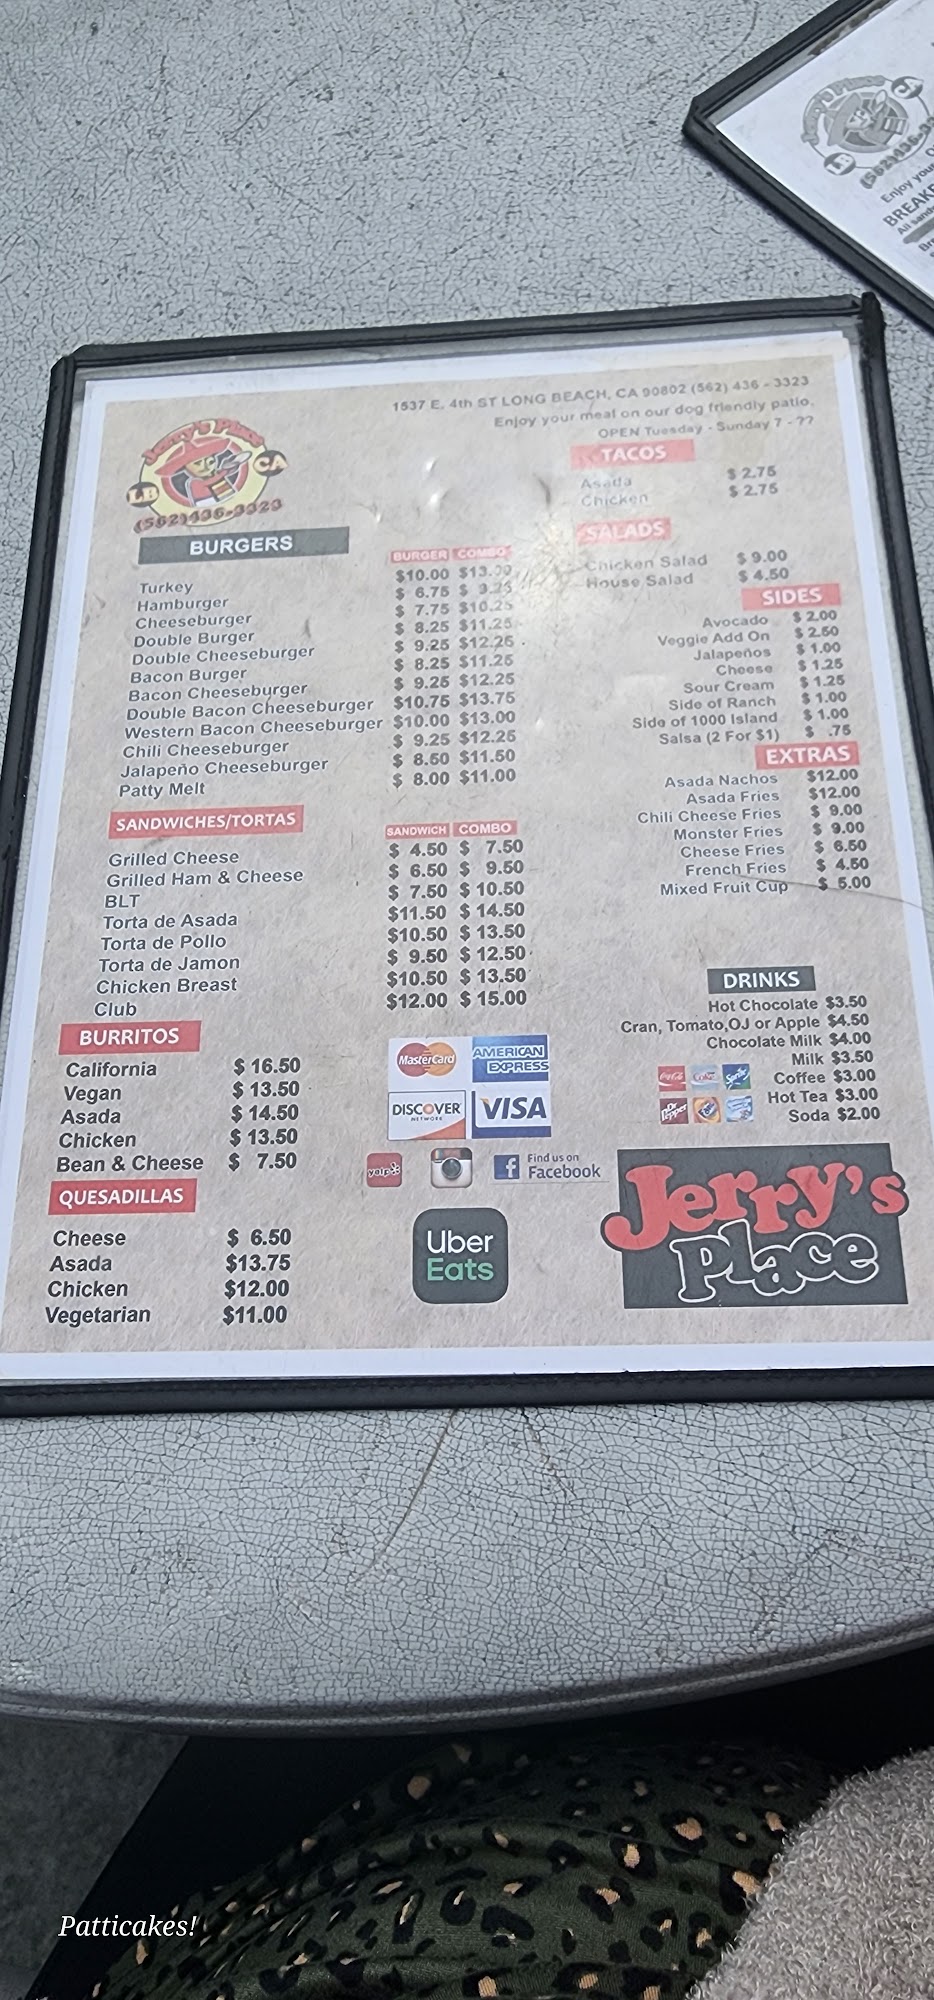 1537 E. 4th ST LONG BEACH, CA 90802 (562) 436 - 3323
Enjoy your meal on our dog friendly patio.
OPEN Tuesday - Sunday 7 - ??
Jerry's Place
LB CA
(562)436-3323
BURGERS
BURGER COMBO
Turkey $10.00
Hamburger $ 6.75
Cheeseburger $ 7.75 $10.25
Double Burger $ 8.25 $11.25
Double Cheeseburger $ 9.25 $12.25
Bacon Burger $ 8.25 $11.25
Bacon Cheeseburger $ 9.25 $12.25
Double Bacon Cheeseburger $10.75 $13.75
Western Bacon Cheeseburger $10.00 $13.00
Chili Cheeseburger $ 9.25 $12.25
Jalapeño Cheeseburger $ 8.50 $11.50
Patty Melt $ 8.00 $11.00
SANDWICHES/TORTAS
SANDWICH COMBO
Grilled Cheese $ 4.50 $ 7.50
Grilled Ham & Cheese $ 6.50 $ 9.50
BLT $ 7.50 $ 10.50
Torta de Asada $11.50 $ 14.50
Torta de Pollo $10.50 $ 13.50
Torta de Jamon $ 9.50 $ 12.50
Chicken Breast $10.50 $ 13.50
Club $12.00 $ 15.00
BURRITOS
California $ 16.50
Vegan $ 13.50
Asada $ 14.50
Chicken $ 13.50
Bean & Cheese $ 7.50
QUESADILLAS
Cheese $ 6.50
Asada $13.75
Chicken $12.00
Vegetarian $11.00
MasterCard AMERICAN EXPRESS
DISCOVER NETWORK VISA
yelp
Find us on
Facebook
Uber
Eats
TACOS
Asada $ 2.75
Chicken $ 2.75
SALADS
Chicken Salad $ 9.00
House Salad $ 4.50
SIDES
Avocado $ 2.00
Veggie Add On $ 2.50
Jalapeños $ 1.00
Cheese $ 1.25
Sour Cream $ 1.25
Side of Ranch $ 1.00
Side of 1000 Island $ 1.00
Salsa (2 For $1) $ .75
EXTRAS
Asada Nachos $12.00
Asada Fries $12.00
Chili Cheese Fries $ 9.00
Monster Fries $ 9.00
Cheese Fries $ 6.50
French Fries $ 4.50
Mixed Fruit Cup $ 5.00
DRINKS
Hot Chocolate $3.50
Cran, Tomato,OJ or Apple $4.50
Chocolate Milk $4.00
Milk $3.50
Coffee $3.00
Hot Tea $3.00
Soda $2.00
Coca-Cola Sprite
Dr Pepper
Jerry's
Place
Enjoy your
BREAK
Patticakes!